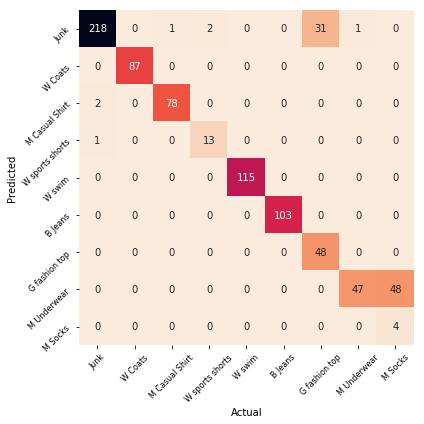 Predicted
Junk 218 0 1 2 0 0 31 1 0
W Coats 0 87 0 0 0 0 0 0 0
M Casual Shirt 2 0 78 0 0 0 0 0 0
W sports shorts 1 0 0 13 0 0 0 0 0
W swim 0 0 0 0 115 0 0 0 0
B Jeans 0 0 0 0 0 103 0 0 0
G fashion top 0 0 0 0 0 0 48 0 0
M Underwear 0 0 0 0 0 0 0 47 48
M Socks 0 0 0 0 0 0 0 0 4
Junk W Coats M Casual Shirt W sports shorts W swim B Jeans G fashion top M Underwear M Socks
Actual